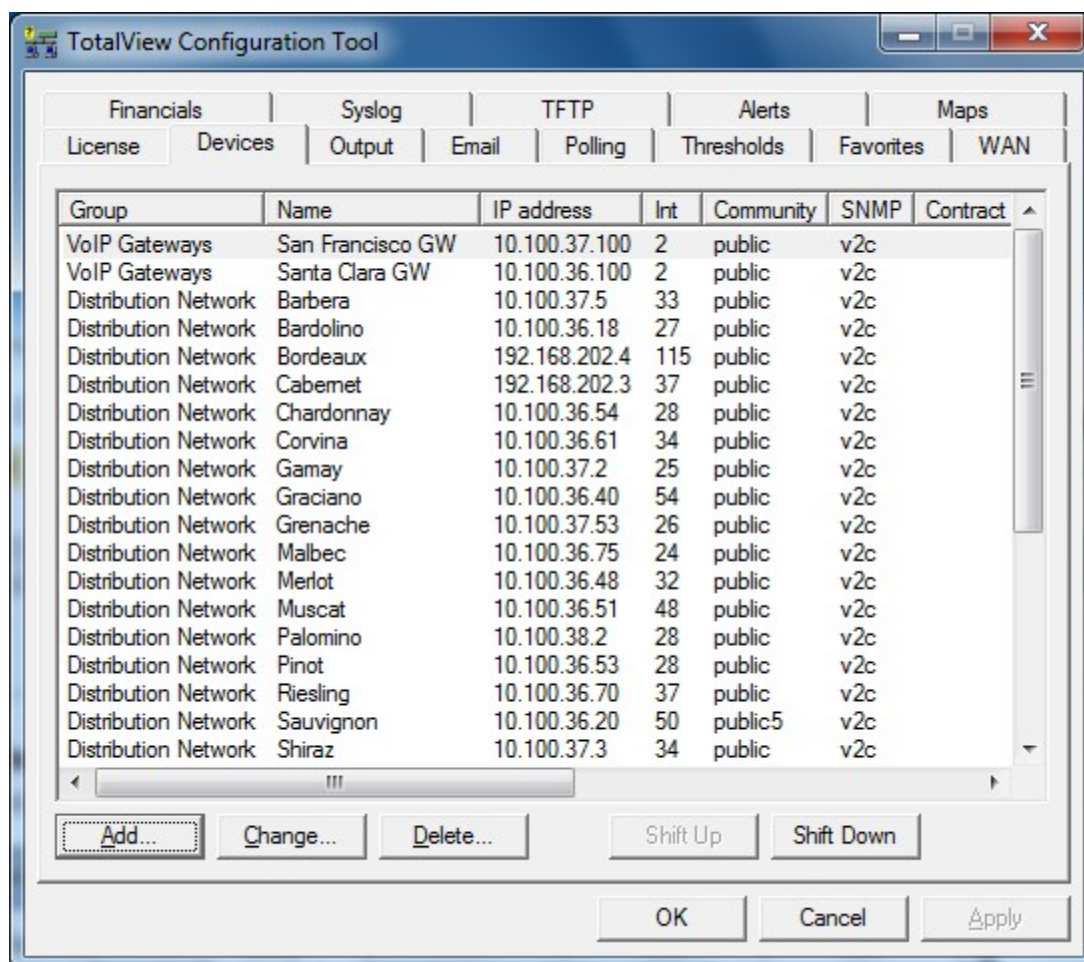 TotalView Configuration Tool
Financials Syslog TFTP Alerts Maps
License Devices Output Email Polling Thresholds Favorites WAN
Group Name IP address Int Community SNMP Contract
VoIP Gateways San Francisco GW 10.100.37.100 2 public v2c
VoIP Gateways Santa Clara GW 10.100.36.100 2 public v2c
Distribution Network Barbera 10.100.37.5 33 public v2c
Distribution Network Bardolino 10.100.36.18 27 public v2c
Distribution Network Bordeaux 192.168.202.4 115 public v2c
Distribution Network Cabernet 192.168.202.3 37 public v2c
Distribution Network Chardonnay 10.100.36.54 28 public v2c
Distribution Network Corvina 10.100.36.61 34 public v2c
Distribution Network Gamay 10.100.37.2 25 public v2c
Distribution Network Graciano 10.100.36.40 54 public v2c
Distribution Network Grenache 10.100.37.53 26 public v2c
Distribution Network Malbec 10.100.36.75 24 public v2c
Distribution Network Merlot 10.100.36.48 32 public v2c
Distribution Network Muscat 10.100.36.51 48 public v2c
Distribution Network Palomino 10.100.38.2 28 public v2c
Distribution Network Pinot 10.100.36.53 28 public v2c
Distribution Network Riesling 10.100.36.70 37 public v2c
Distribution Network Sauvignon 10.100.36.20 50 public5 v2c
Distribution Network Shiraz 10.100.37.3 34 public v2c
Add... Change... Delete... Shift Up Shift Down
OK Cancel Apply